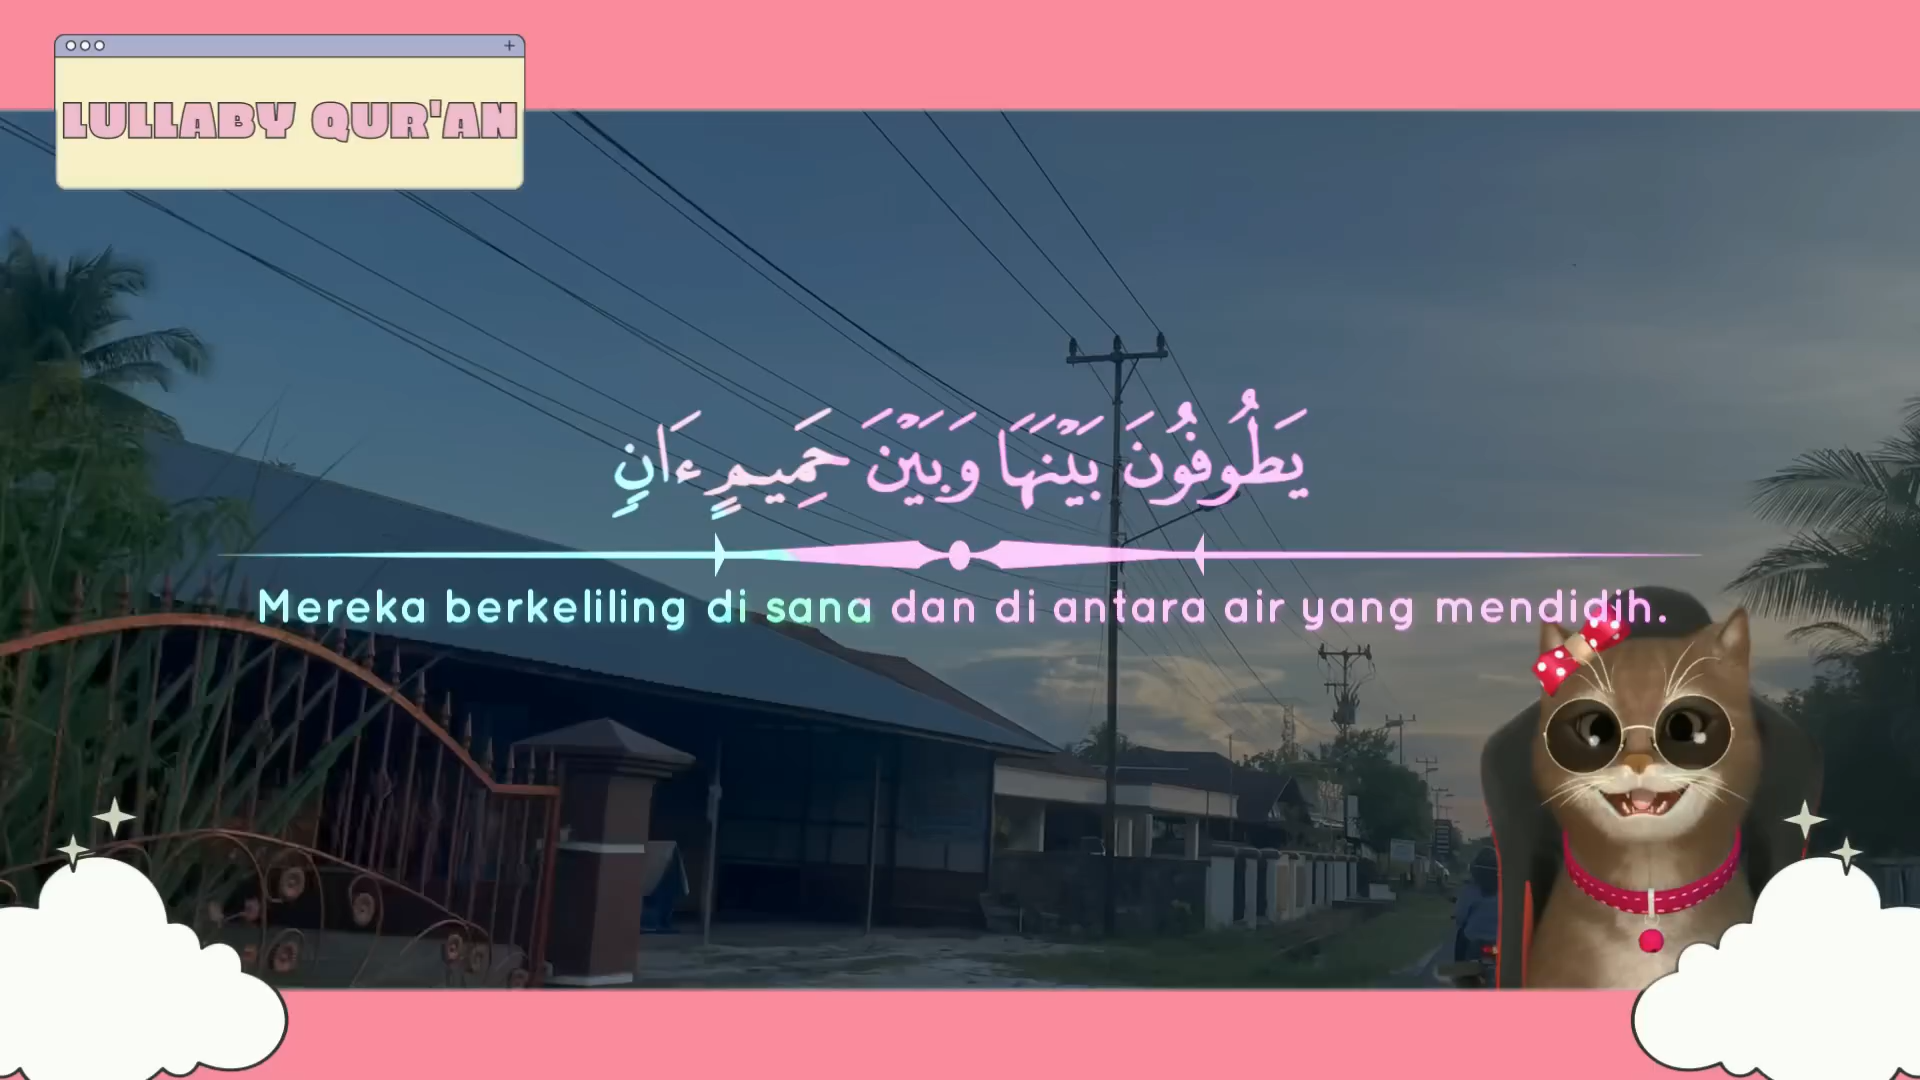 LULLABY QUR'AN
يَطُوفُونَ بَيْنَهَا وَبَيْنَ حَمِيمٍ ءَانٍ
Mereka berkeliling di sana dan di antara air yang mendidih.